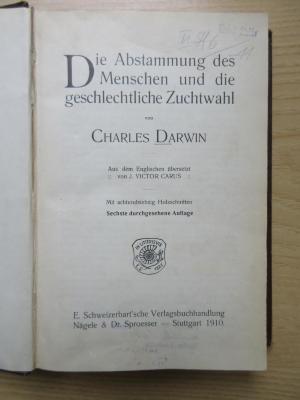 Die Abstammung des
Menschen und die
geschlechtliche Zuchtwahl
von
CHARLES DARWIN
Aus dem Englischen übersetzt
von J. VICTOR CARUS
Mit achtundsiebzig Holzschnitten
Sechste durchgesehene Auflage
E. Schweizerbart'sche Verlagsbuchhandlung
Nägele & Dr. Sproesser — Stuttgart 1910.